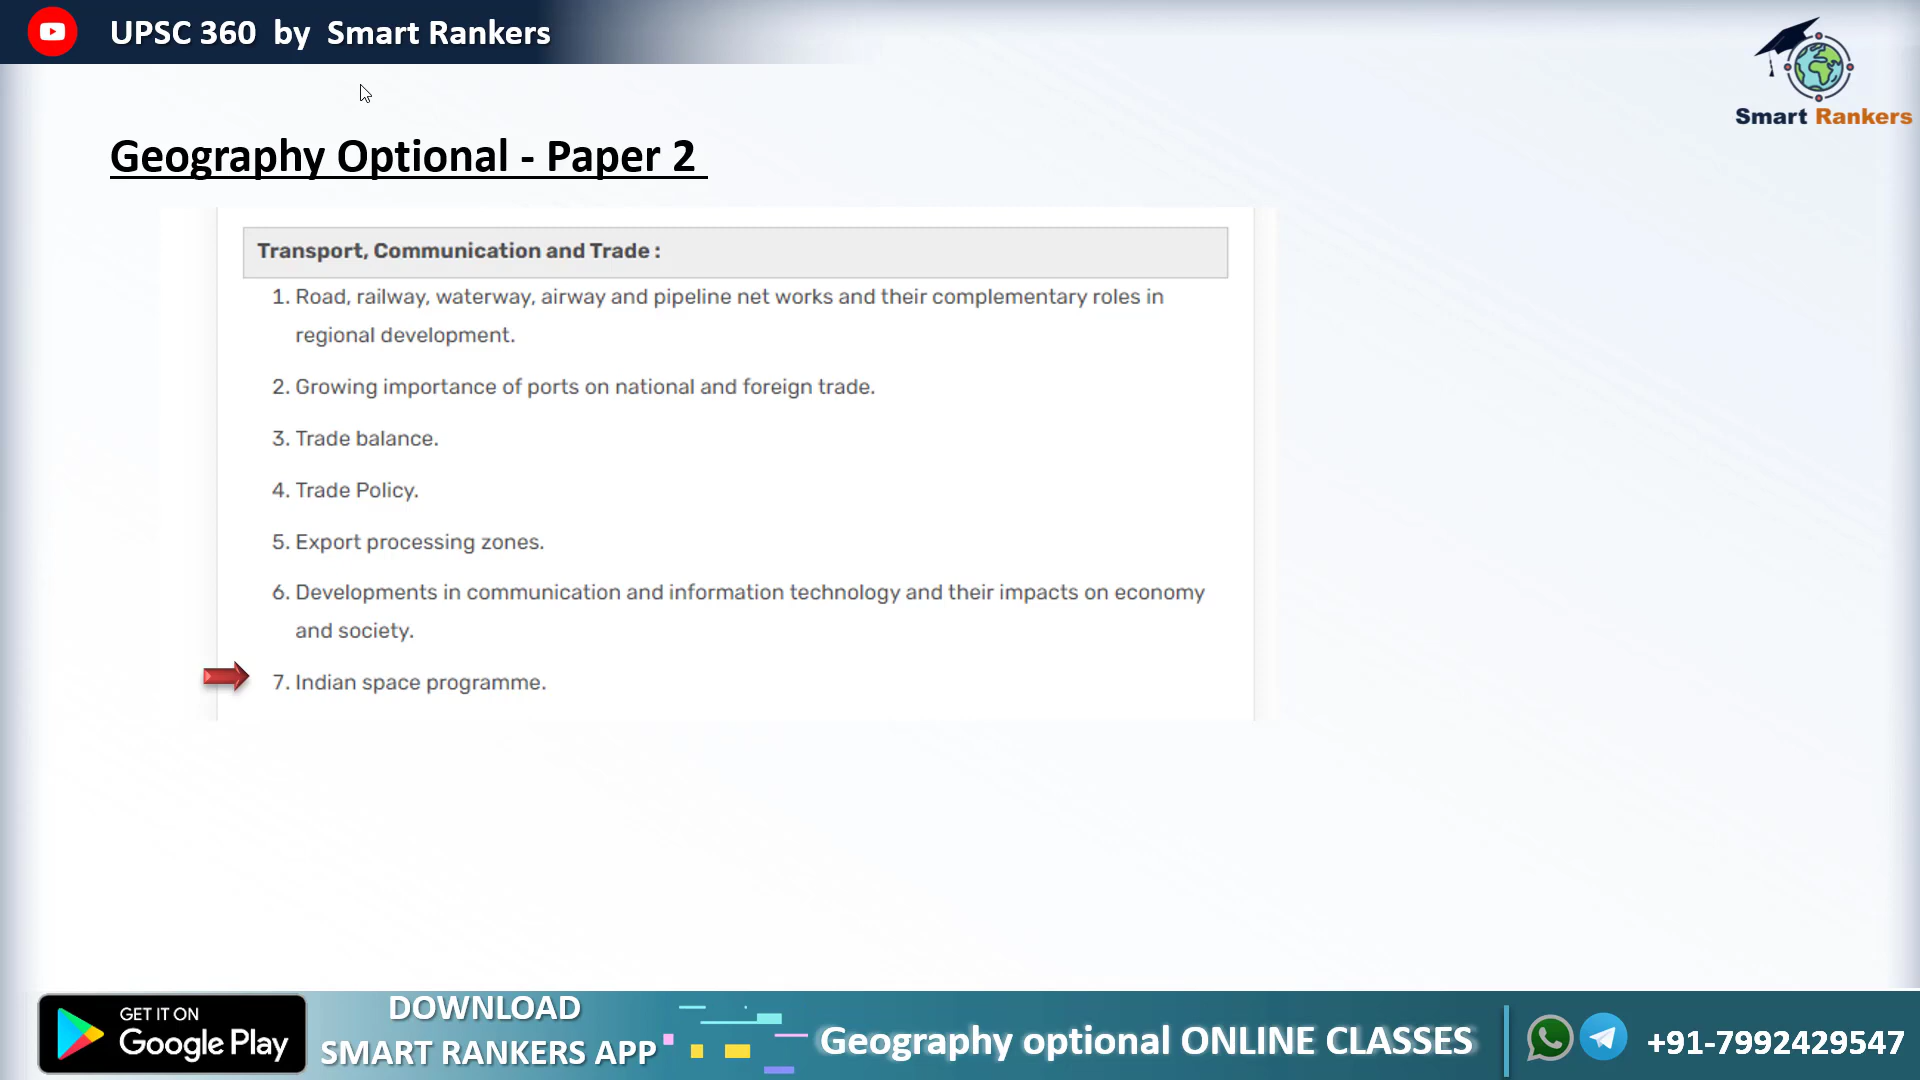 UPSC 360 by Smart Rankers
Smart Rankers
Geography Optional - Paper 2
Transport, Communication and Trade :
1. Road, railway, waterway, airway and pipeline net works and their complementary roles in
regional development.
2. Growing importance of ports on national and foreign trade.
3. Trade balance.
4. Trade Policy.
5. Export processing zones.
6. Developments in communication and information technology and their impacts on economy
and society.
7. Indian space programme.
GET IT ON
Google Play
DOWNLOAD
SMART RANKERS APP
Geography optional ONLINE CLASSES
+91-7992429547